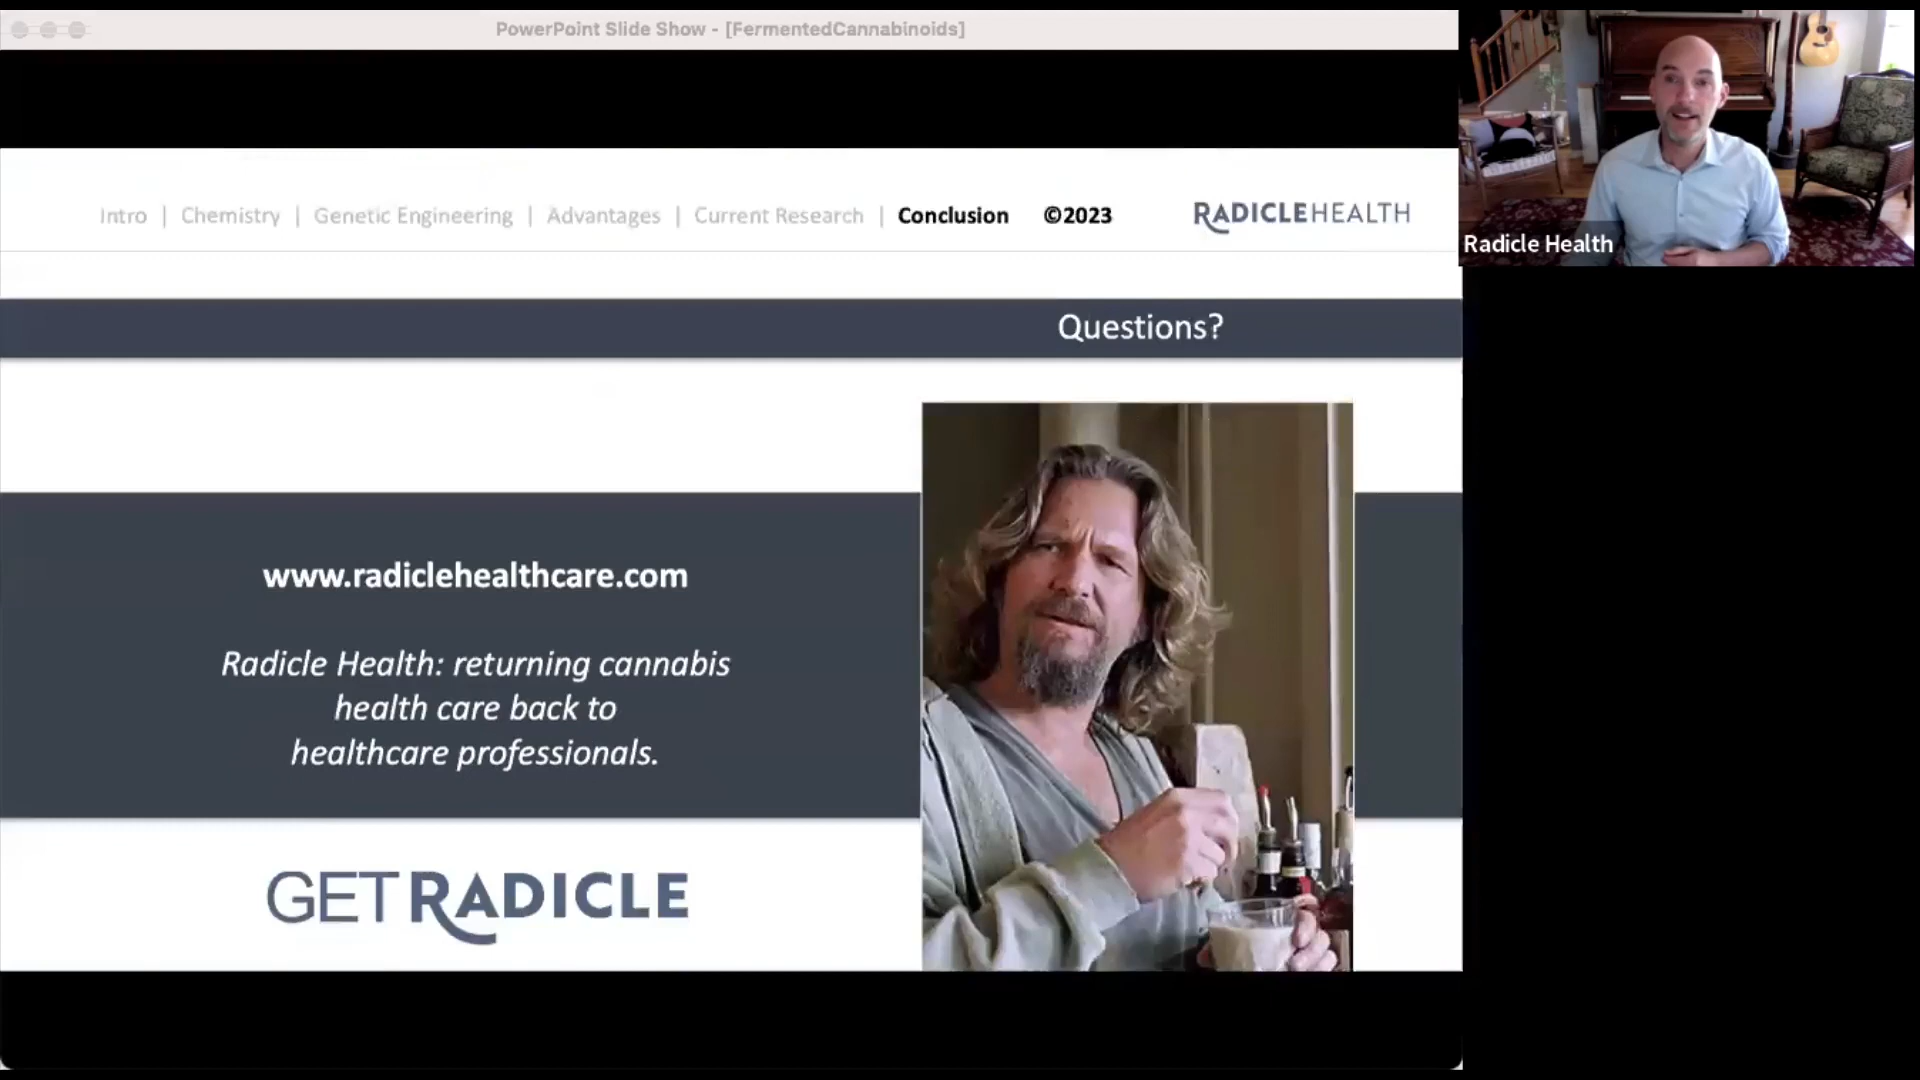 PowerPoint Slide Show - [FermentedCannabinoids]
Intro | Chemistry | Genetic Engineering | Advantages | Current Research | Conclusion ©2023 RADICLEHEALTH
Radicle Health
Questions?
www.radiclehealthcare.com
Radicle Health: returning cannabis
health care back to
healthcare professionals.
GETRADICLE